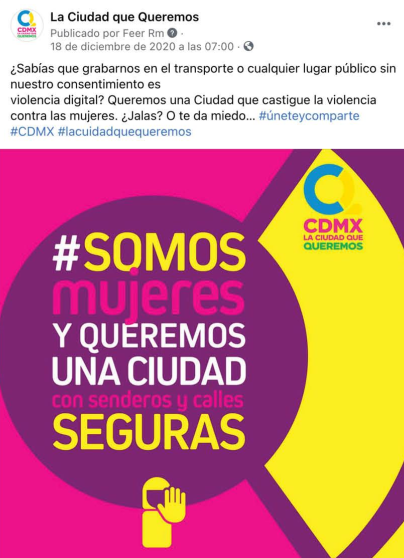 La Ciudad que Queremos
Publicado por Feer Rm
18 de diciembre de 2020 a las 07:00 ·
¿Sabías que grabarnos en el transporte o cualquier lugar público sin
nuestro consentimiento es
violencia digital? Queremos una Ciudad que castigue la violencia
contra las mujeres. ¿Jalas? O te da miedo... #úneteycomparte
#CDMX #lacuidadquequeremos
CDMX
LA CIUDAD QUE
QUEREMOS
#SOMOS
mujeres
Y QUEREMOS
UNA CIUDAD
con senderos y calles
SEGURAS